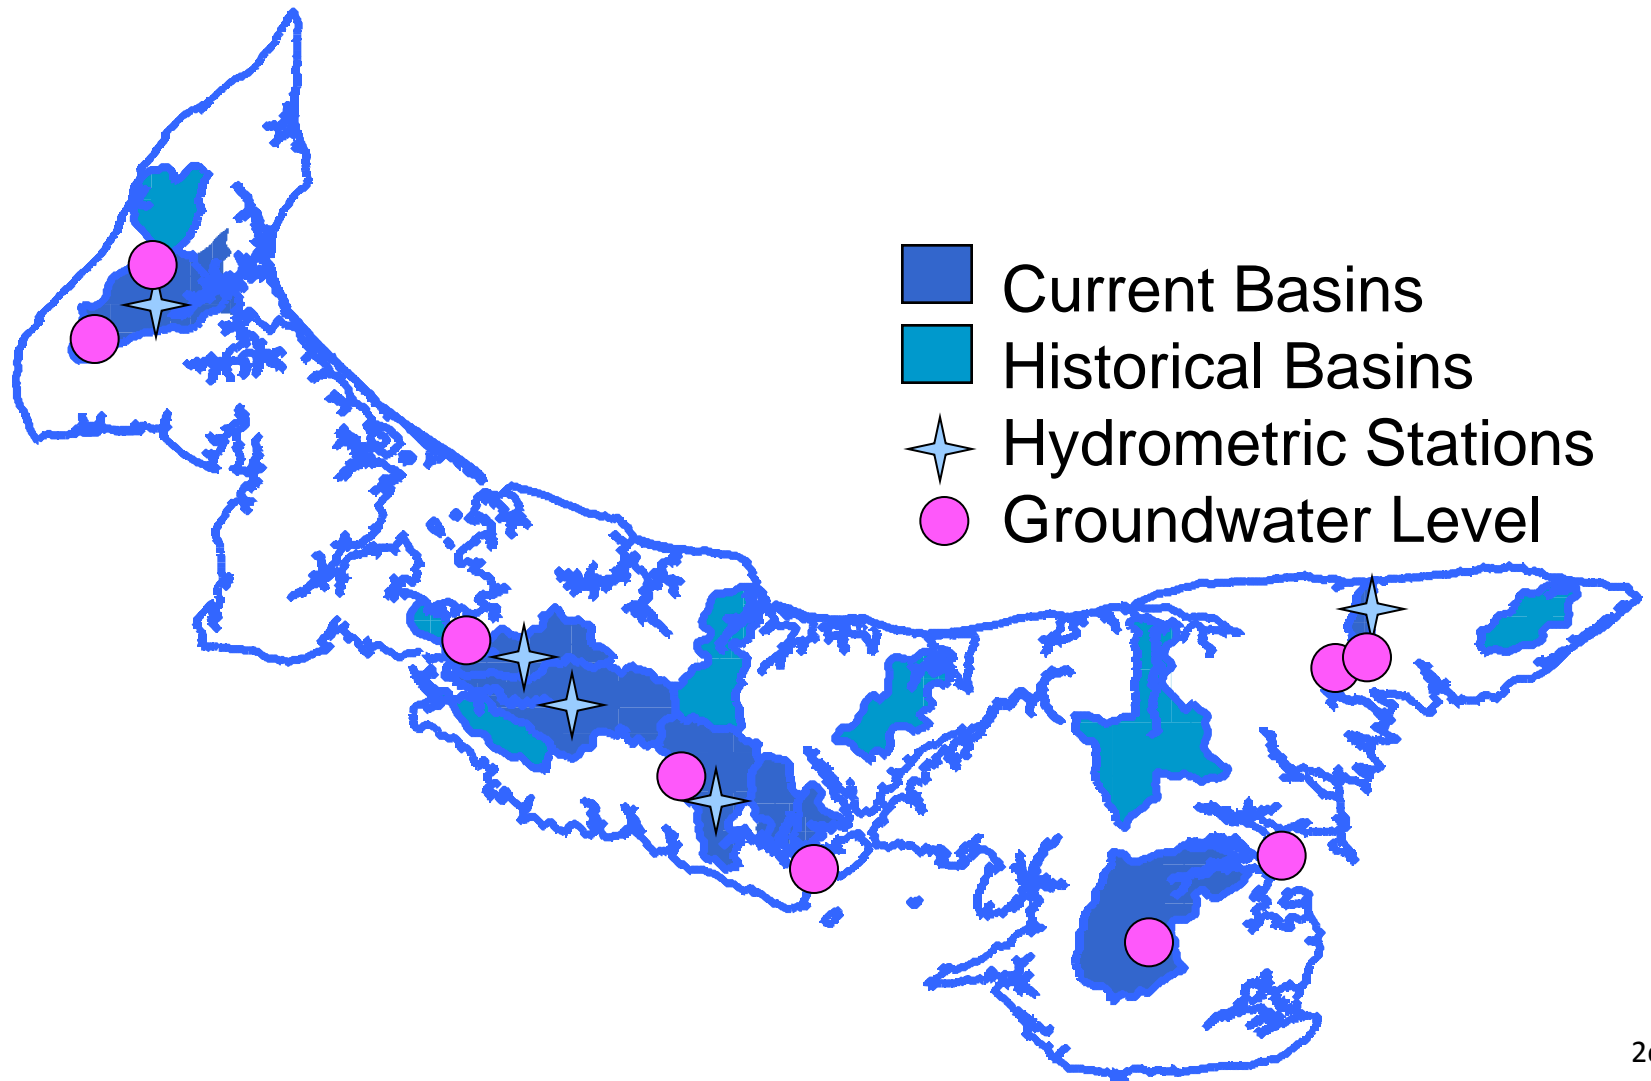 Current Basins
Historical Basins
Hydrometric Stations
Groundwater Level